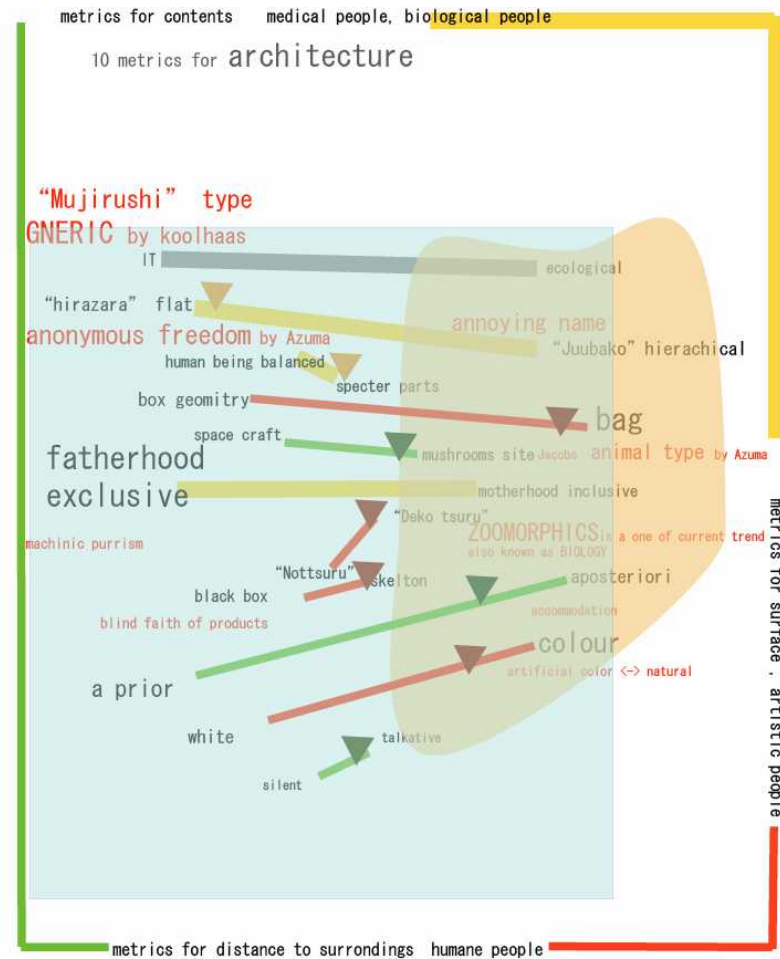 metrics for contents medical people, biological people
10 metrics for architecture
“Mujirushi” type
GNERIC by koolhaas
IT
ecological
“hirazara” flat
annoying name
anonymous freedom by Azuma
“Juubako” hierachical
human being balanced
specter parts
box geomitry
bag
space craft
mushrooms site Jacobs animal type by Azuma
fatherhood
exclusive
motherhood inclusive
“Deko tsuru”
ZOOMORPHICS is a one of current trend
also known as BIOLOGY
machinic purrism
“Nottsuru”
skelton
aposteriori
black box
accommodation
blind faith of products
colour
artificial color <-> natural
a prior
white
talkative
silent
metrics for surface , artistic people
metrics for distance to surrondings humane people